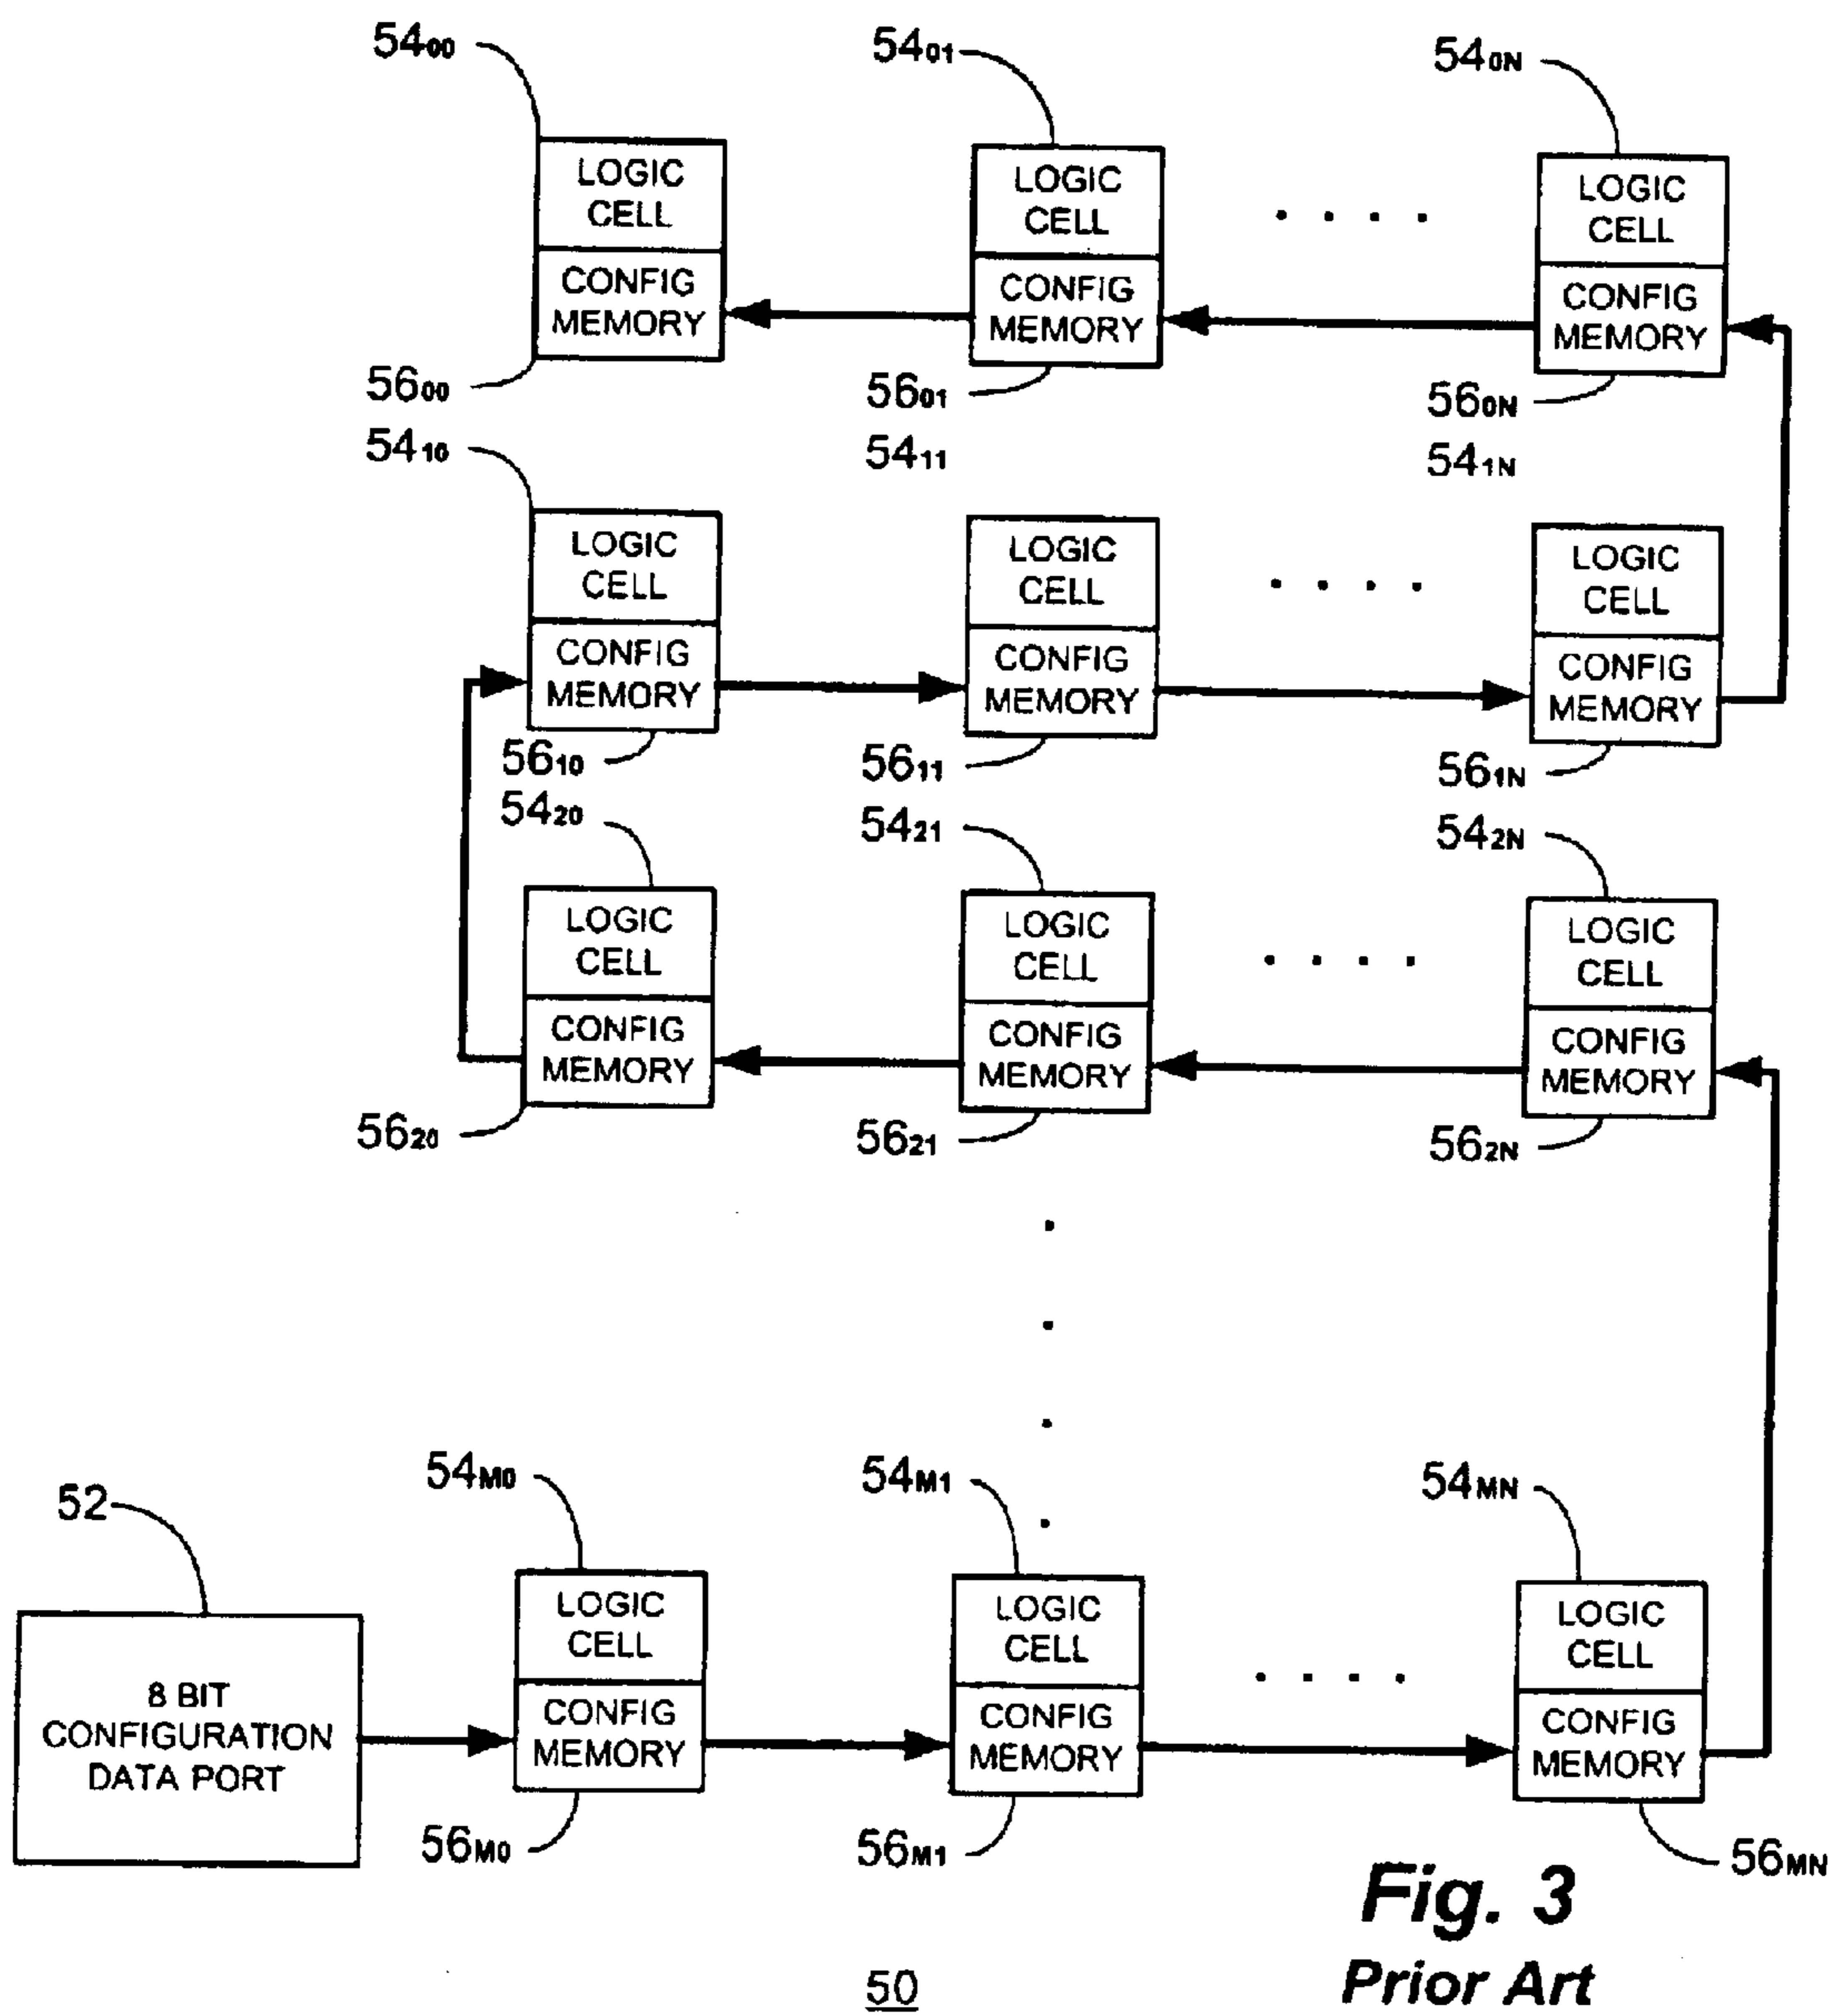 54₀₀ 54₀₁ 54₀N
LOGIC CELL LOGIC CELL LOGIC CELL
CONFIG MEMORY CONFIG MEMORY CONFIG MEMORY
56₀₀ 56₀₁ 56₀N
54₁₀ 54₁₁ 54₁N
LOGIC CELL LOGIC CELL LOGIC CELL
CONFIG MEMORY CONFIG MEMORY CONFIG MEMORY
56₁₀ 56₁₁ 56₁N
54₂₀ 54₂₁ 54₂N
LOGIC CELL LOGIC CELL LOGIC CELL
CONFIG MEMORY CONFIG MEMORY CONFIG MEMORY
56₂₀ 56₂₁ 56₂N
52 54M0 54M1 54MN
LOGIC CELL LOGIC CELL LOGIC CELL
8 BIT
CONFIGURATION
DATA PORT
CONFIG MEMORY CONFIG MEMORY CONFIG MEMORY
56M0 56M1 56MN
Fig. 3
Prior Art
50